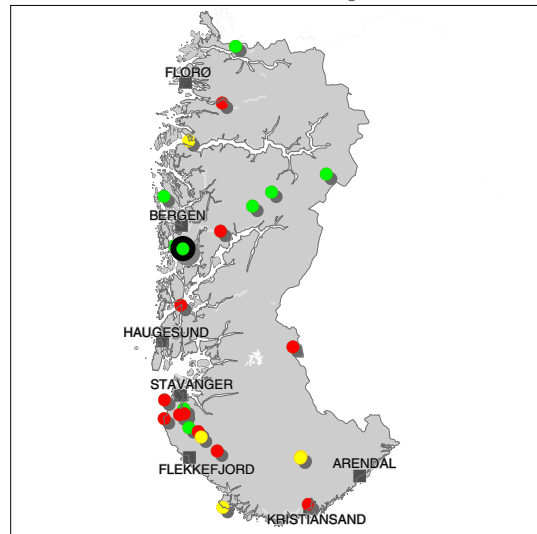 FLORØ
BERGEN
HAUGESUND
STAVANGER
FLEKKEFJORD
ARENDAL
KRISTIANSAND